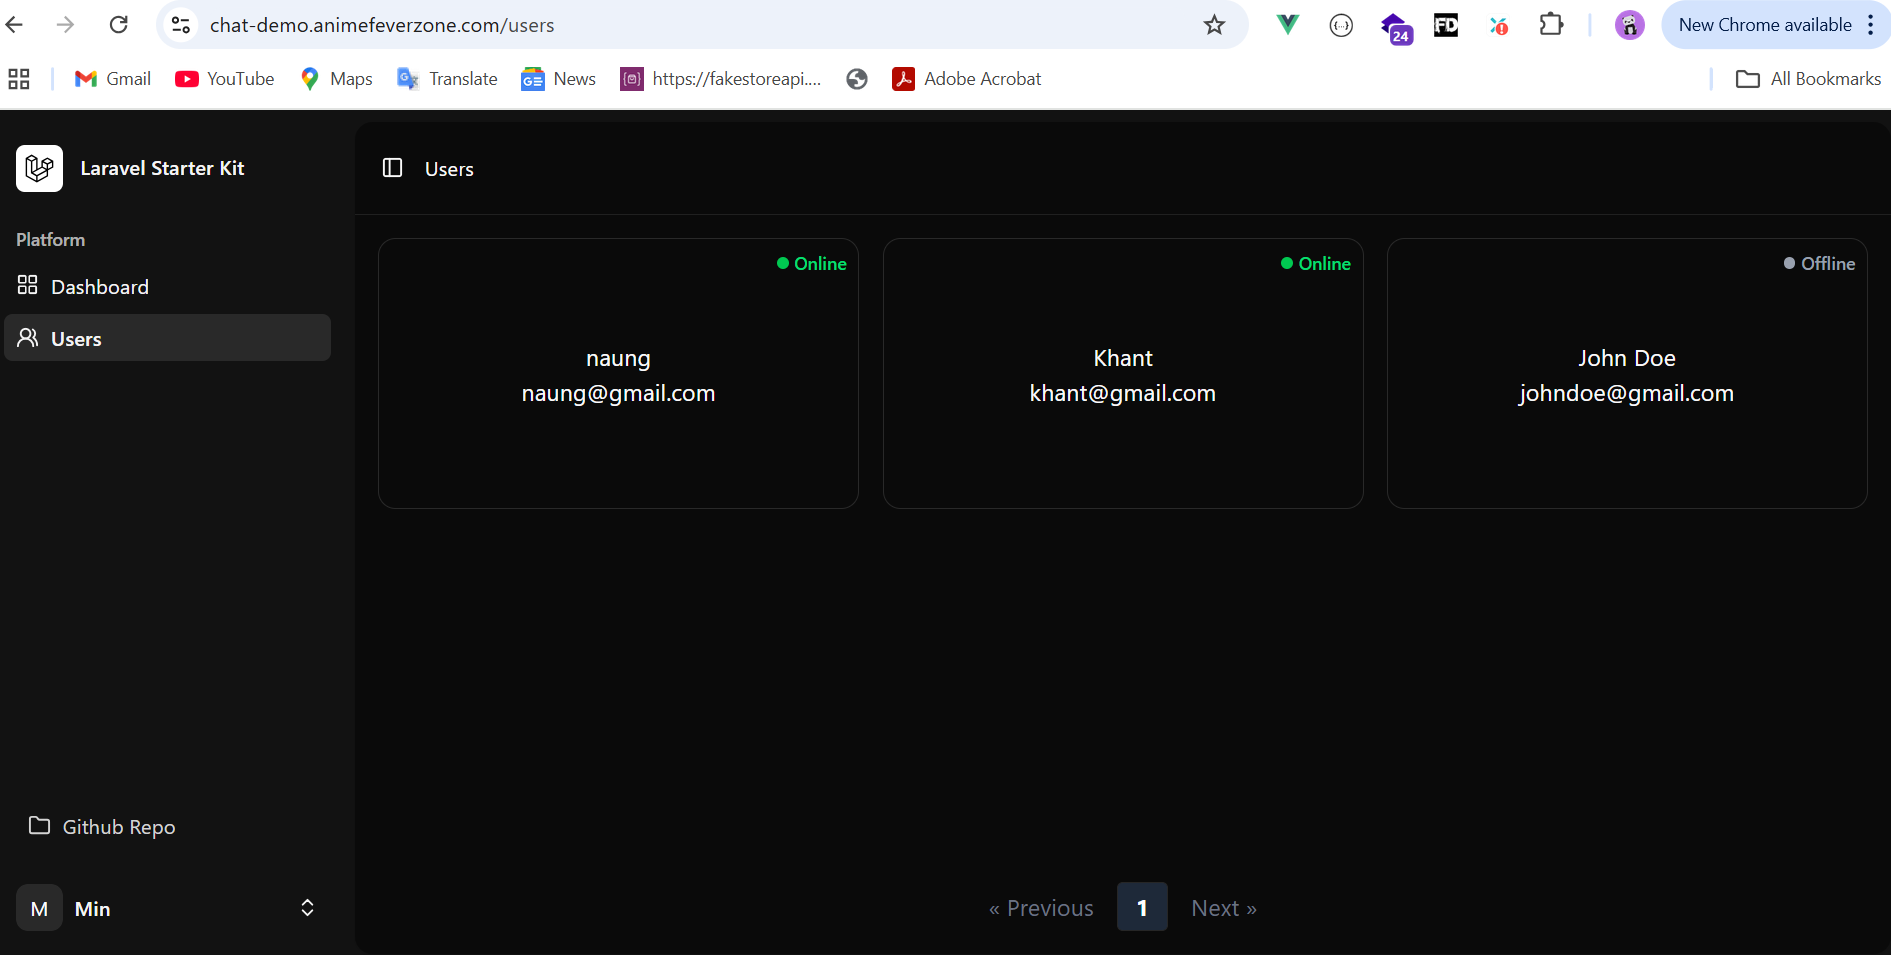 chat-demo.animefeverzone.com/users
24
FD
New Chrome available
Gmail
YouTube
Maps
Translate
News
https://fakestoreapi....
Adobe Acrobat
All Bookmarks
Laravel Starter Kit
Users
Platform
Dashboard
Users
Online
naung
naung@gmail.com
Online
Khant
khant@gmail.com
Offline
John Doe
johndoe@gmail.com
Github Repo
M Min
« Previous 1 Next »